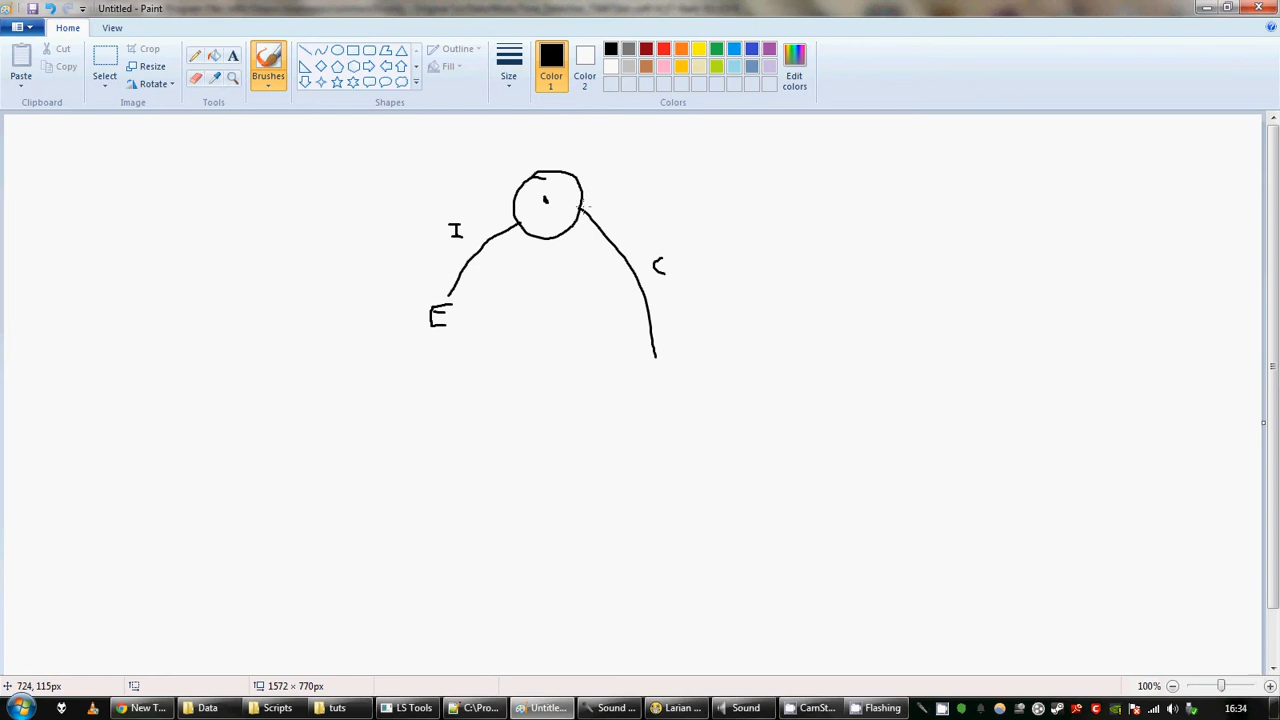 Untitled - Paint
Home
View
Paste
Cut
Copy
Clipboard
Select
Crop
Resize
Rotate
Image
Tools
Brushes
Outline
Fill
Shapes
Size
Color
1
Color
2
Edit
colors
Colors
I
C
E
724, 115px
1572 × 770px
100%
New T...
Data
Scripts
tuts
LS Tools
C:\Pro...
Untitle...
Sound ...
Larian ...
Sound
CamSt...
Flashing
16:34